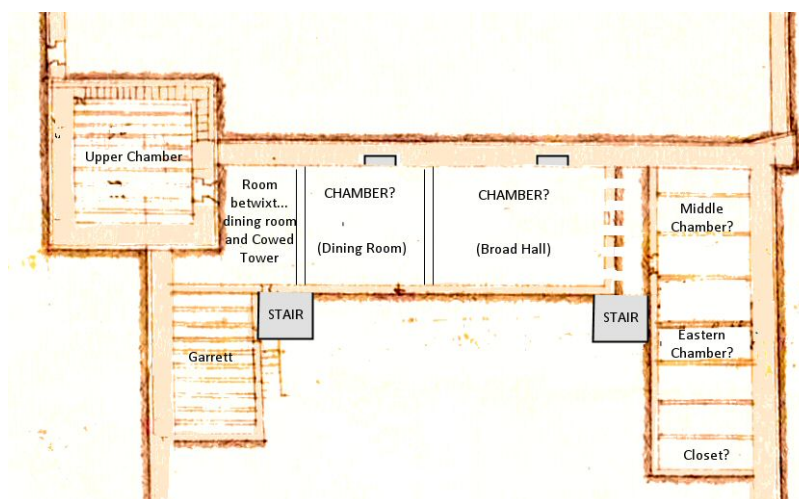 Upper Chamber
Room
betwixt...
dining room
and Cowed
Tower
CHAMBER?
(Dining Room)
CHAMBER?
(Broad Hall)
Middle
Chamber?
STAIR
STAIR
Garrett
Eastern
Chamber?
Closet?